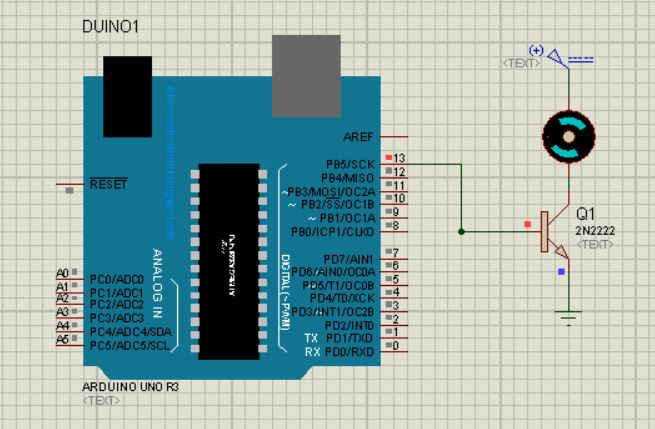 DUINO1
microcontrolandos.blogspot.com
AREF
RESET
PB5/SCK 13
PB4/MISO 12
~PB3/MOSI/OC2A 11
~ PB2/SS/OC1B 10
~ PB1/OC1A 9
PB0/ICP1/CLKO 8
PD7/AIN1 7
PD6/AIN0/OC0A 6
PD5/T1/OC0B 5
PD4/T0/XCK 4
PD3/INT1/OC2B 3
PD2/INT0 2
TX PD1/TXD 1
RX PD0/RXD 0
DIGITAL (~PWM)
ANALOG IN
A0 PC0/ADC0
A1 PC1/ADC1
A2 PC2/ADC2
A3 PC3/ADC3
A4 PC4/ADC4/SDA
A5 PC5/ADC5/SCL
ARDUINO UNO R3
<TEXT>
(+)
<TEXT>
Q1
2N2222
<TEXT>